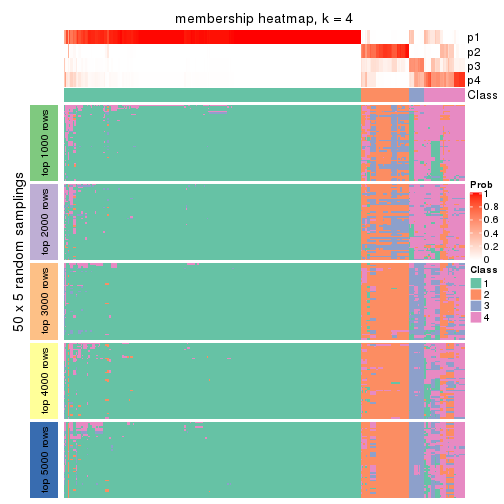 membership heatmap, k = 4
p1
p2
p3
p4
Class
50 x 5 random samplings
top 1000 rows
top 2000 rows
top 3000 rows
top 4000 rows
top 5000 rows
Prob
1
0.8
0.6
0.4
0.2
0
Class
1
2
3
4